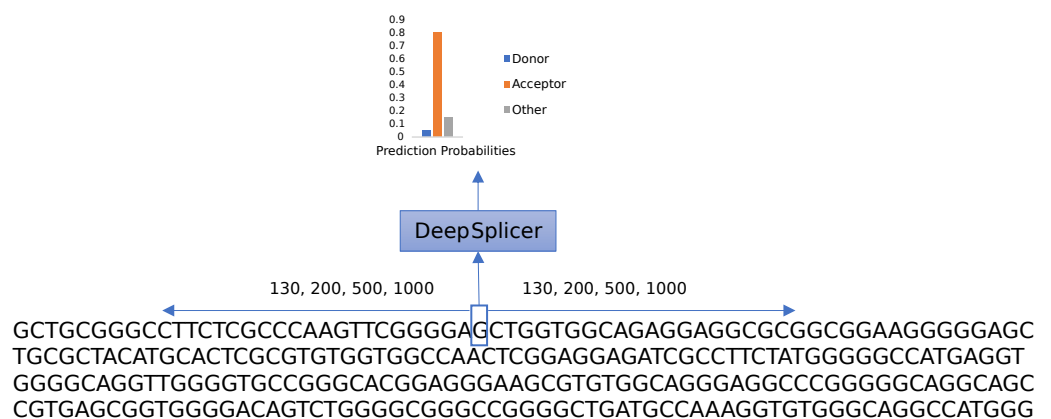 0.9
0.8
0.7
0.6
0.5
0.4
0.3
0.2
0.1
0
Donor
Acceptor
Other
Prediction Probabilities
DeepSplicer
130, 200, 500, 1000 130, 200, 500, 1000
GCTGCGGGCCTTCTCGCCCAAGTTCGGGGAGCTGGTGGCAGAGGAGGCGCGGCGGAAGGGGGAGC
TGCGCTACATGCACTCGCGTGTGGTGGCCAACTCGGAGGAGATCGCCTTCTATGGGGGCCATGAGGT
GGGGCAGGTTGGGGTGCCGGGCACGGAGGGAAGCGTGTGGCAGGGAGGCCCGGGGGCAGGCAGC
CGTGAGCGGTGGGGACAGTCTGGGGCGGGCCGGGGCTGATGCCAAAGGTGTGGGCAGGCCATGGG